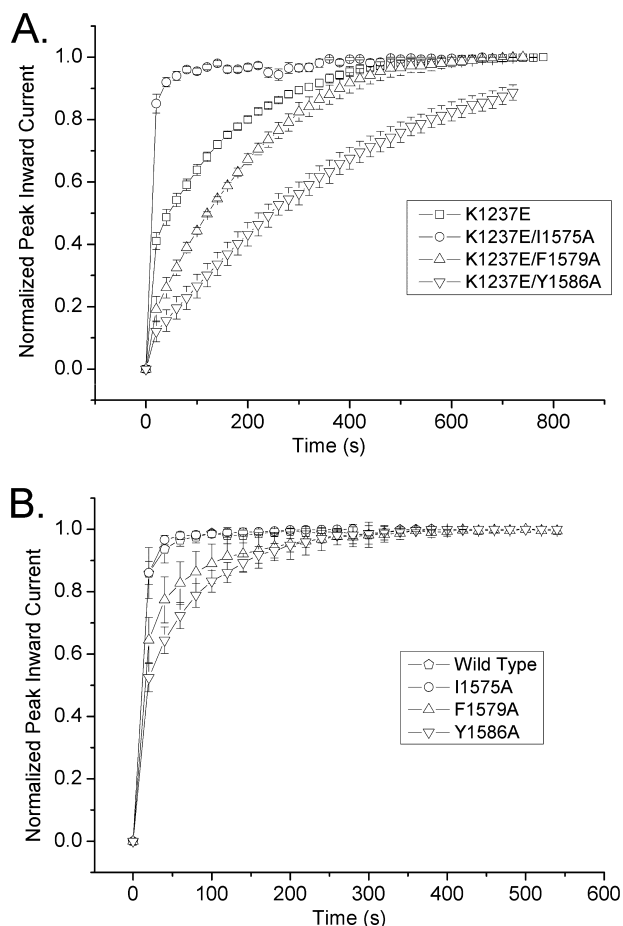 A.
1.0
0.8
0.6
0.4
0.2
0.0
Normalized Peak Inward Current
K1237E
K1237E/I1575A
K1237E/F1579A
K1237E/Y1586A
0 200 400 600 800
Time (s)
B.
1.0
0.8
0.6
0.4
0.2
0.0
Normalized Peak Inward Current
Wild Type
I1575A
F1579A
Y1586A
0 100 200 300 400 500 600
Time (s)